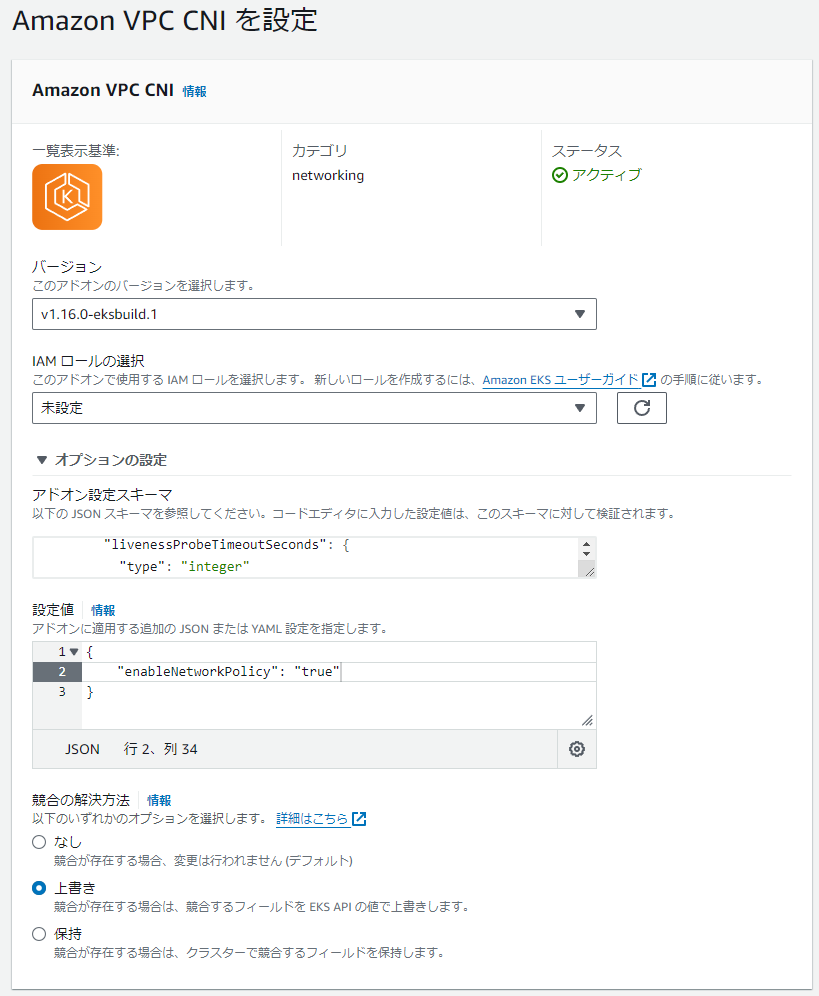 Amazon VPC CNI を設定
Amazon VPC CNI 情報
一覧表示基準:
カテゴリ
ステータス
K
networking
アクティブ
バージョン
このアドオンのバージョンを選択します。
v1.16.0-eksbuild.1
IAM ロールの選択
このアドオンで使用する IAM ロールを選択します。 新しいロールを作成するには、Amazon EKS ユーザーガイド の手順に従います。
未設定
オプションの設定
アドオン設定スキーマ
以下の JSON スキーマを参照してください。コードエディタに入力した設定値は、このスキーマに対して検証されます。
"livenessProbeTimeoutSeconds": {
"type": "integer"
設定値 情報
アドオンに適用する追加の JSON または YAML 設定を指定します。
1 {
2 "enableNetworkPolicy": "true"
3 }
JSON 行 2、列 34
競合の解決方法 情報
以下のいずれかのオプションを選択します。 詳細はこちら
なし
競合が存在する場合、変更は行われません (デフォルト)
上書き
競合が存在する場合は、競合するフィールドを EKS API の値で上書きします。
保持
競合が存在する場合は、クラスターで競合するフィールドを保持します。